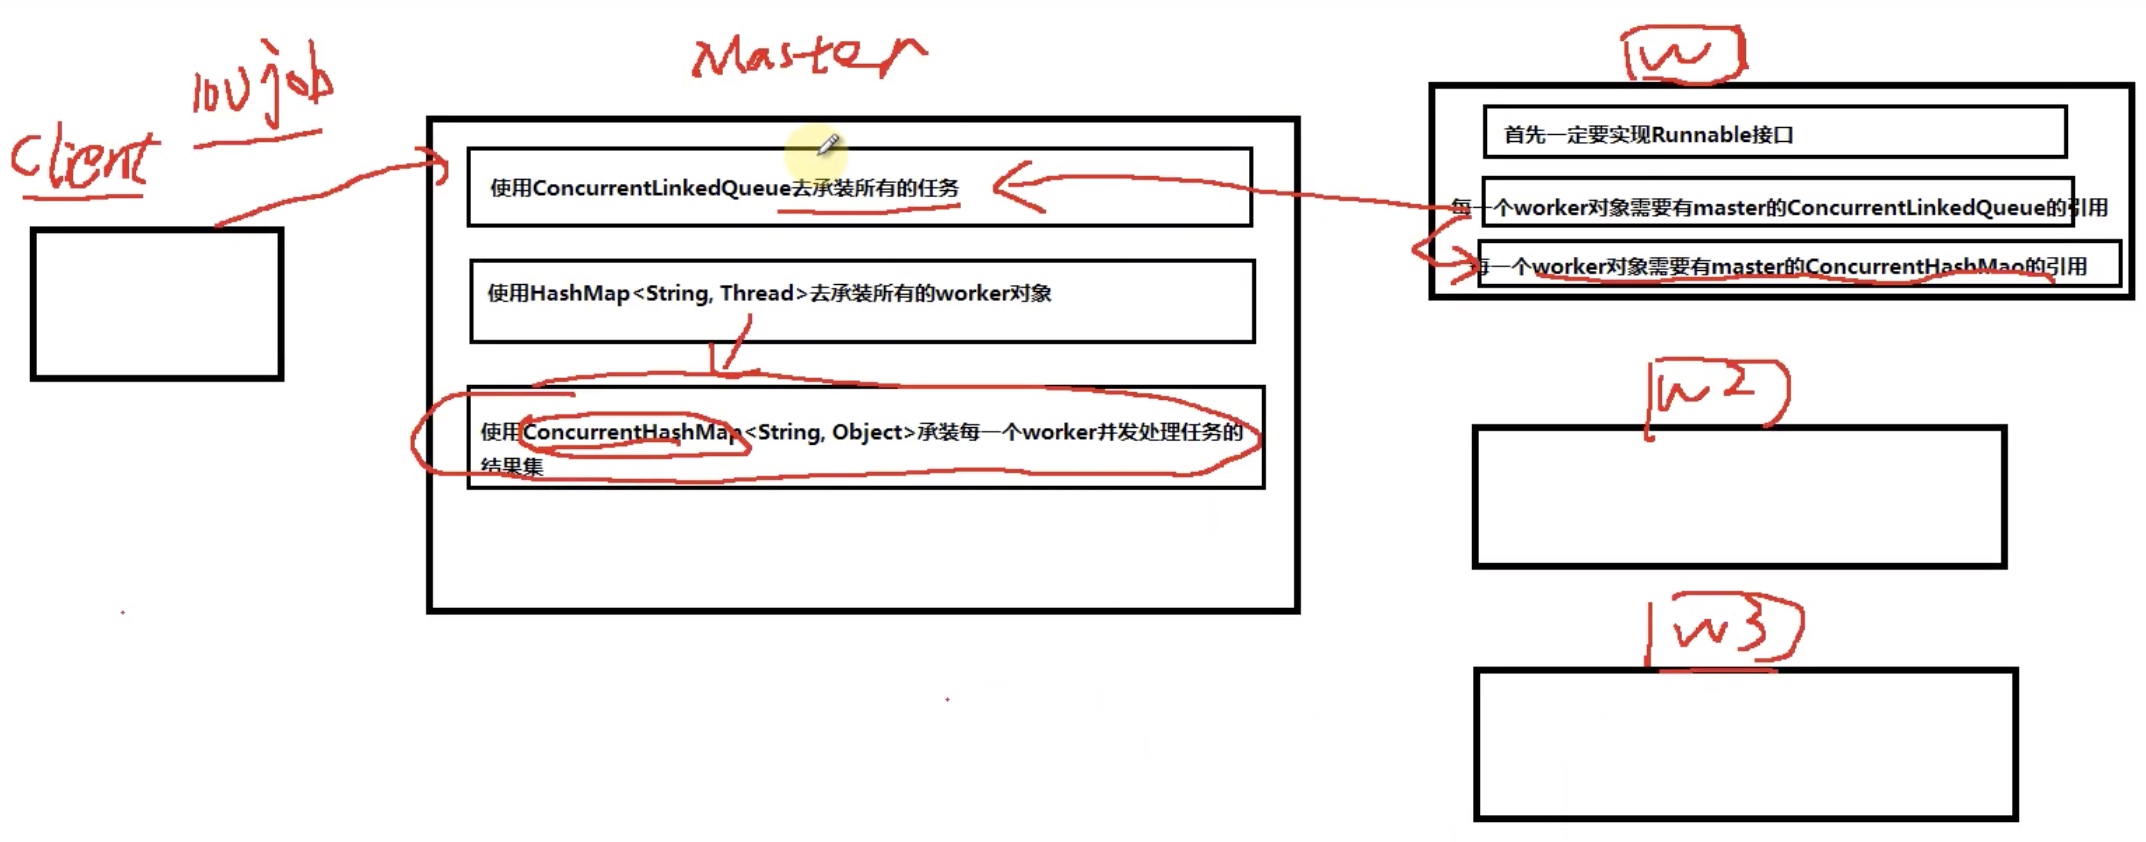 Client
100 job
Master
使用ConcurrentLinkedQueue去承装所有的任务
使用HashMap<String, Thread>去承装所有的worker对象
使用ConcurrentHashMap<String, Object>承装每一个worker并发处理任务的
结果集
W
首先一定要实现Runnable接口
每一个worker对象需要有master的ConcurrentLinkedQueue的引用
每一个worker对象需要有master的ConcurrentHashMao的引用
W2
W3